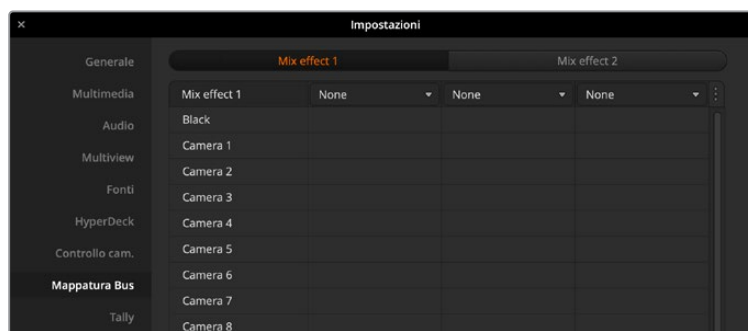 × Impostazioni
Generale
Multimedia
Audio
Multiview
Fonti
HyperDeck
Controllo cam.
Mappatura Bus
Tally
Mix effect 1 Mix effect 2
Mix effect 1 None None None
Black
Camera 1
Camera 2
Camera 3
Camera 4
Camera 5
Camera 6
Camera 7
Camera 8